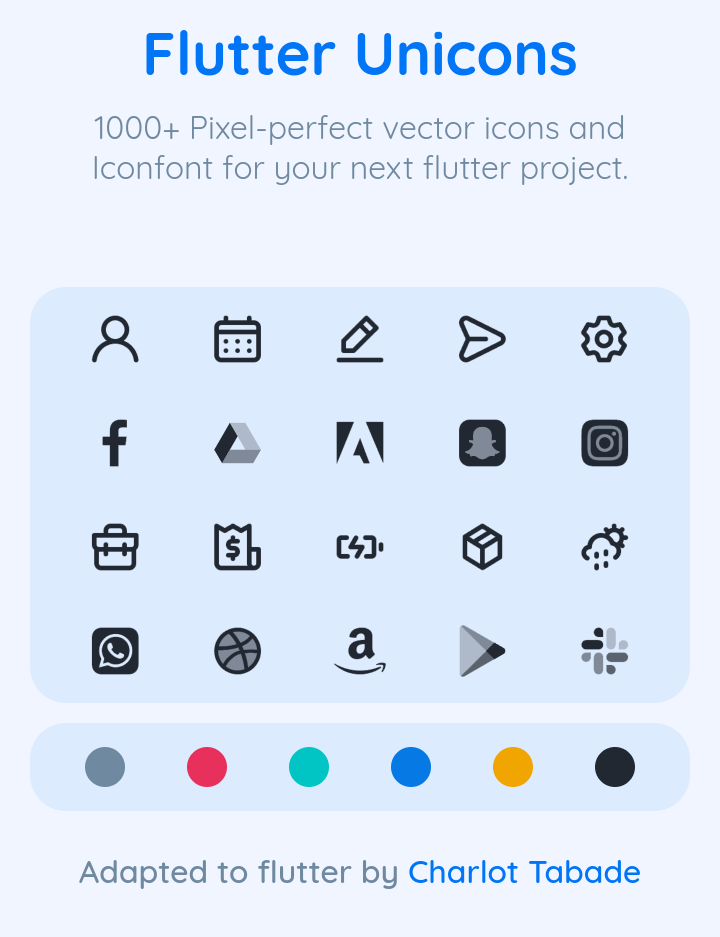 Flutter Unicons
1000+ Pixel-perfect vector icons and
Iconfont for your next flutter project.
Adapted to flutter by Charlot Tabade